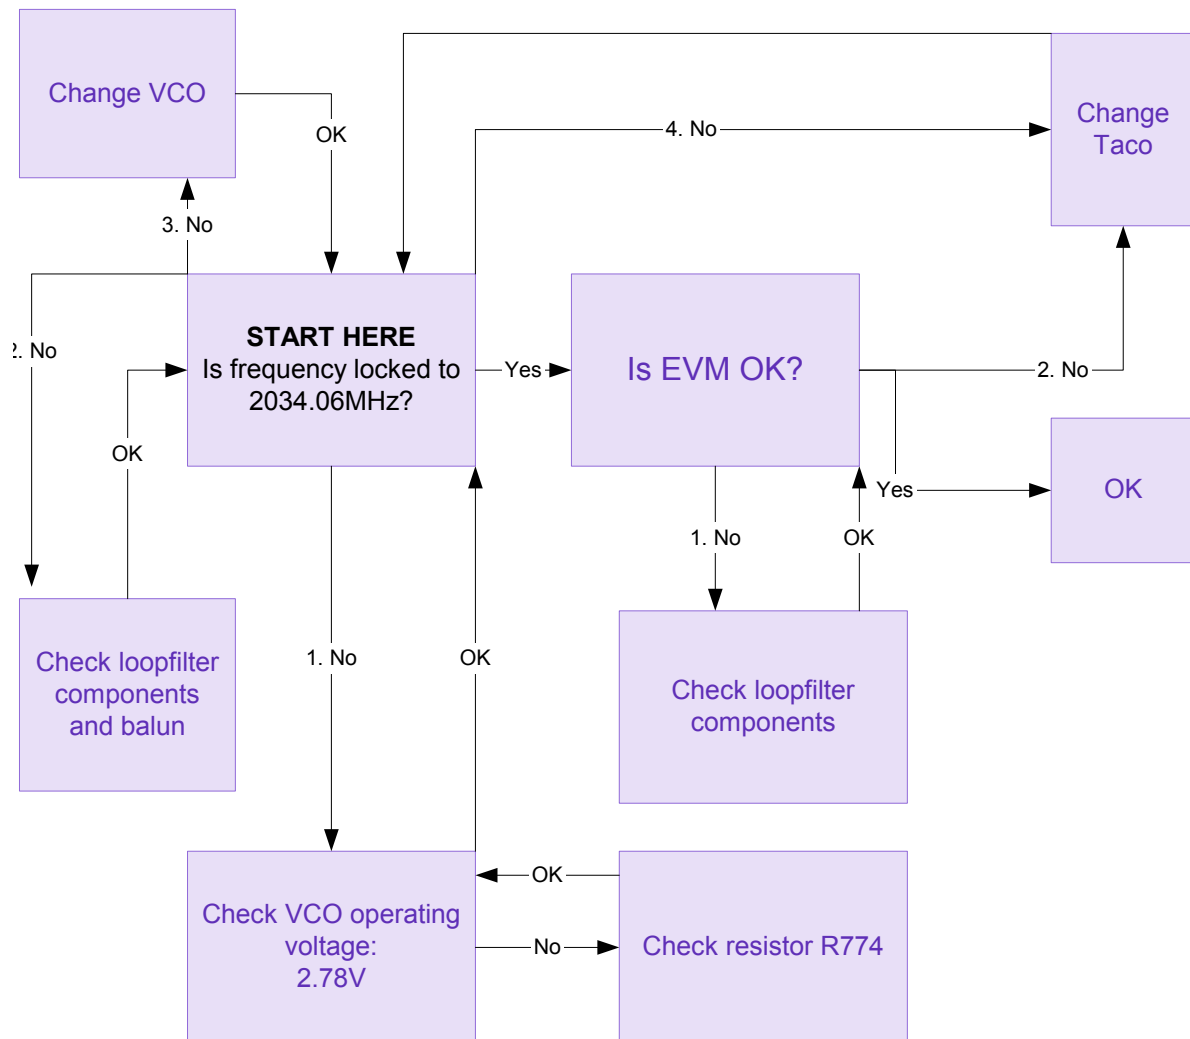 Change VCO
OK
4. No
Change
Taco
3. No
2. No
START HERE
Is frequency locked to
2034.06MHz?
Yes
Is EVM OK?
2. No
OK
Yes
OK
1. No
OK
Check loopfilter
components
and balun
1. No
OK
Check loopfilter
components
OK
Check VCO operating
voltage:
2.78V
No
Check resistor R774